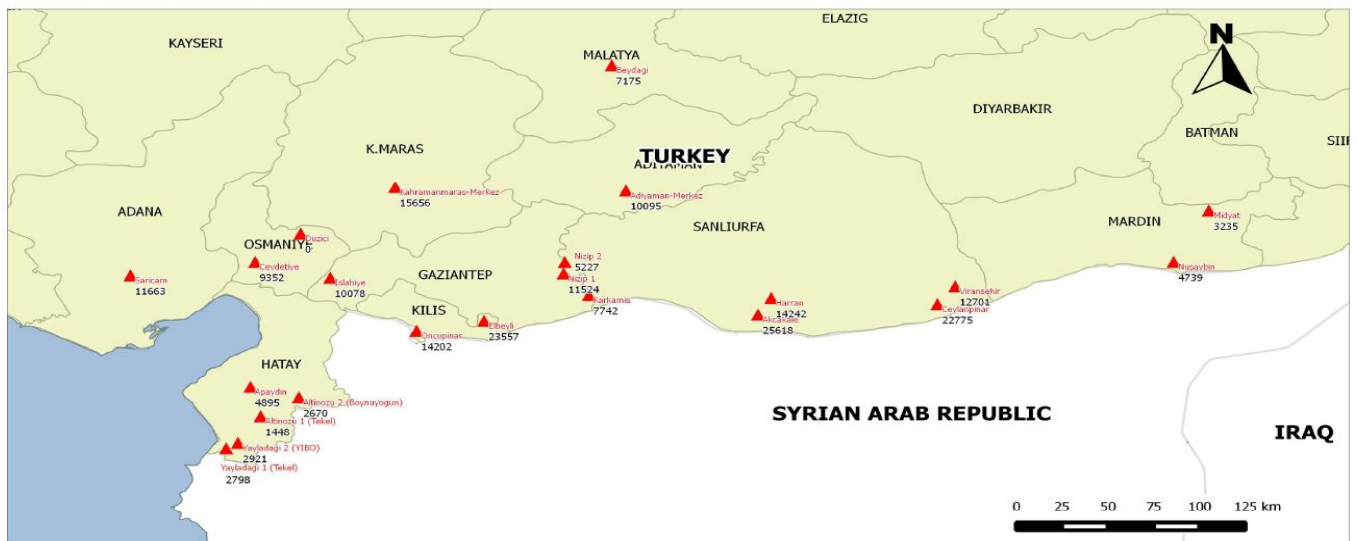 ELAZIG
KAYSERI
N
MALATYA
Beydagi
7175
DIYARBAKIR
BATMAN
SIIR
K.MARAS
TURKEY
ADIYAMAN
Kahramanmaras-Merkez
15656
Adiyaman-Merkez
10095
ADANA
SANLIURFA
MARDIN
Midyat
3235
Duzici
0
OSMANIYE
Cevdetiye
9352
Saricam
11663
Islahiye
10078
GAZIANTEP
Nizip 2
5227
Nizip 1
11524
Karkamis
7742
Nusaybin
4739
Viransehir
12701
Ceylanpinar
22775
Harran
14242
Akcakale
25618
KILIS
Elbeyli
23557
Oncupinar
14202
HATAY
Apaydin
4895
Altinozu 2 (Boynuyogun)
2670
Altinozu 1 (Tekel)
1448
Yayladagi 2 (YIBO)
2921
Yayladagi 1 (Tekel)
2798
SYRIAN ARAB REPUBLIC
IRAQ
0 25 50 75 100 125 km